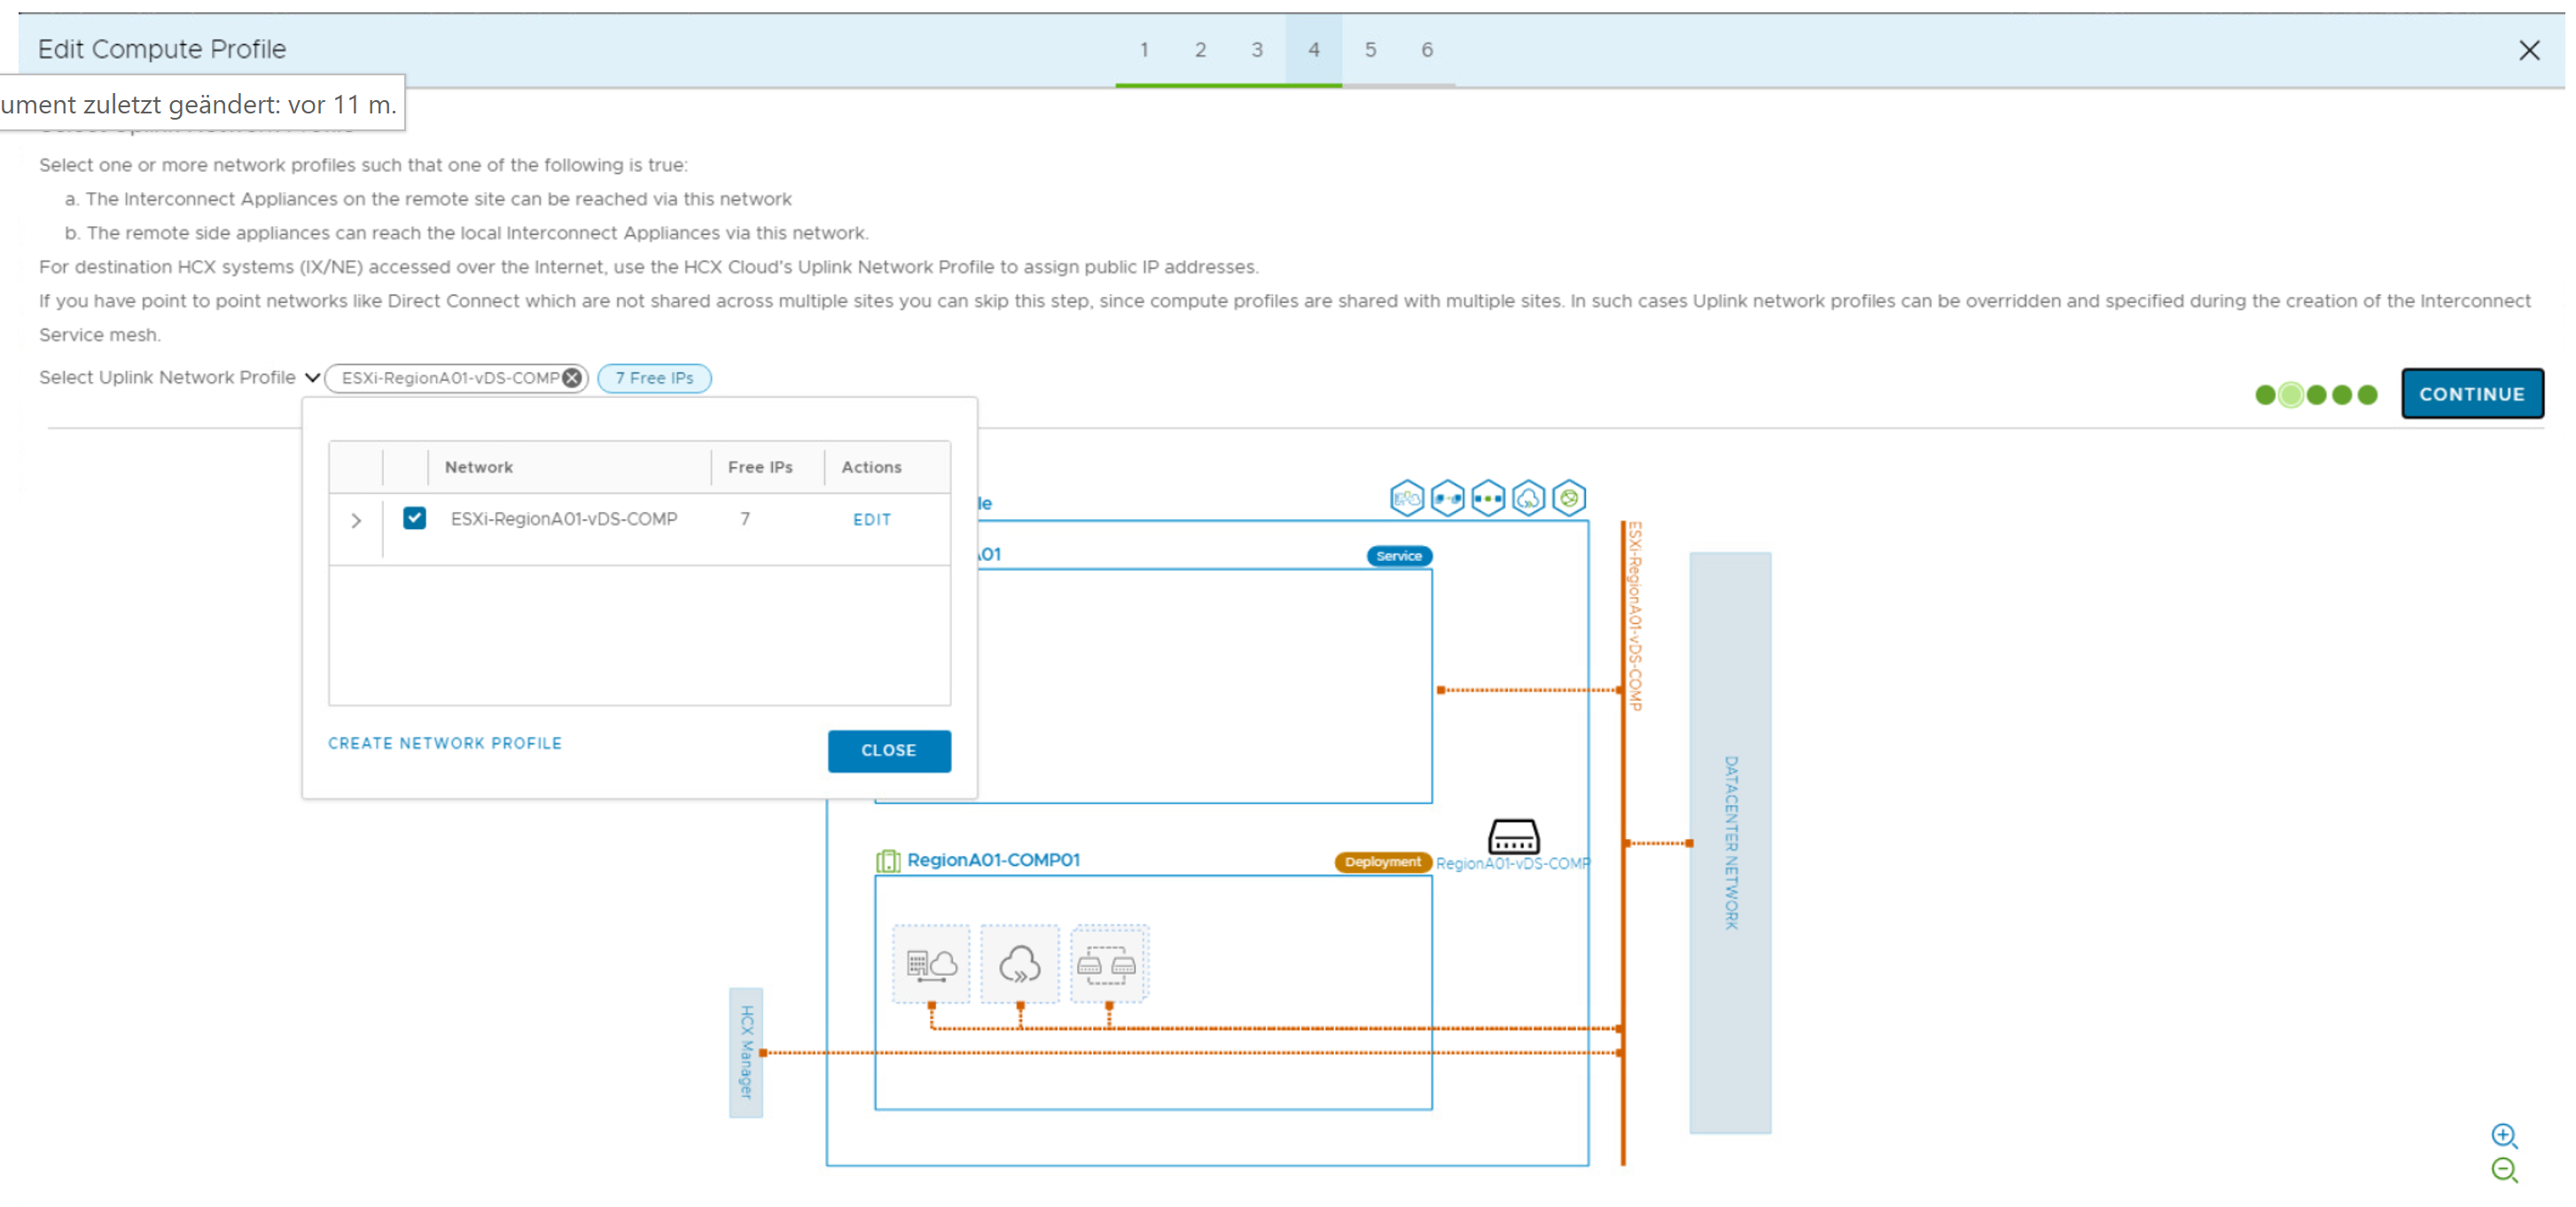 Edit Compute Profile
1 2 3 4 5 6
ument zuletzt geändert: vor 11 m.
Select one or more network profiles such that one of the following is true:
a. The Interconnect Appliances on the remote site can be reached via this network
b. The remote side appliances can reach the local Interconnect Appliances via this network.
For destination HCX systems (IX/NE) accessed over the Internet, use the HCX Cloud's Uplink Network Profile to assign public IP addresses.
If you have point to point networks like Direct Connect which are not shared across multiple sites you can skip this step, since compute profiles are shared with multiple sites. In such cases Uplink network profiles can be overridden and specified during the creation of the Interconnect
Service mesh.
Select Uplink Network Profile ESXi-RegionA01-vDS-COMP 7 Free IPs
CONTINUE
Network Free IPs Actions
ESXi-RegionA01-vDS-COMP 7 EDIT
CREATE NETWORK PROFILE
CLOSE
le
A01
Service
ESXi-RegionA01-vDS-COMP
DATACENTER NETWORK
RegionA01-COMP01
Deployment
RegionA01-vDS-COMP
HCX Manager